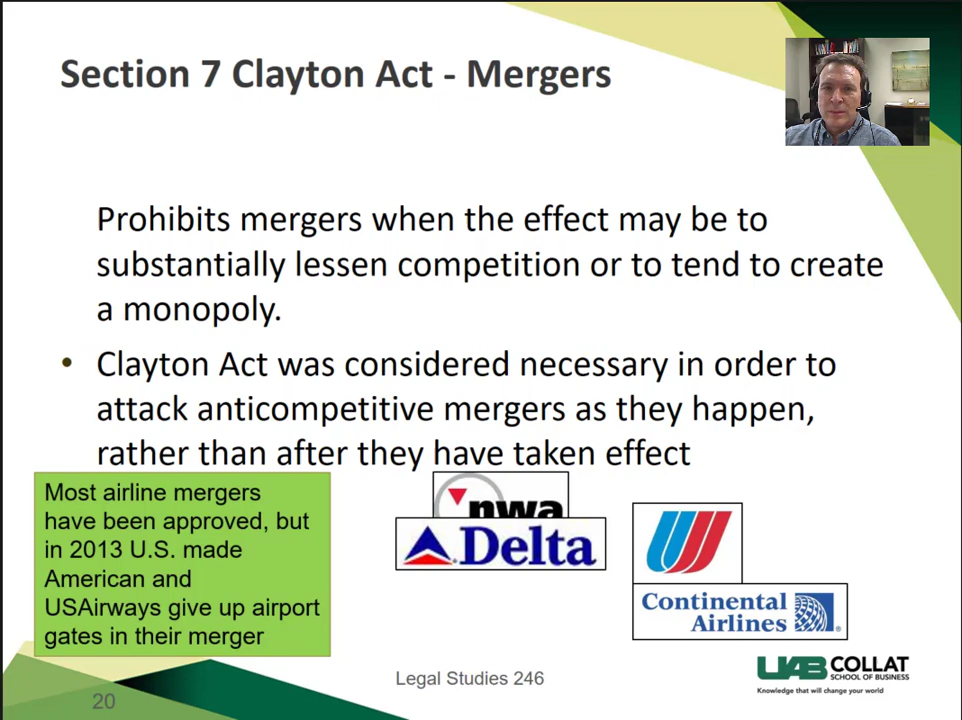 Section 7 Clayton Act - Mergers
Prohibits mergers when the effect may be to
substantially lessen competition or to tend to create
a monopoly.
• Clayton Act was considered necessary in order to
attack anticompetitive mergers as they happen,
rather than after they have taken effect
Most airline mergers
have been approved, but
in 2013 U.S. made
American and
USAirways give up airport
gates in their merger
nwa
Delta
Continental
Airlines
Legal Studies 246
UAB COLLAT
SCHOOL OF BUSINESS
Knowledge that will change your world
20